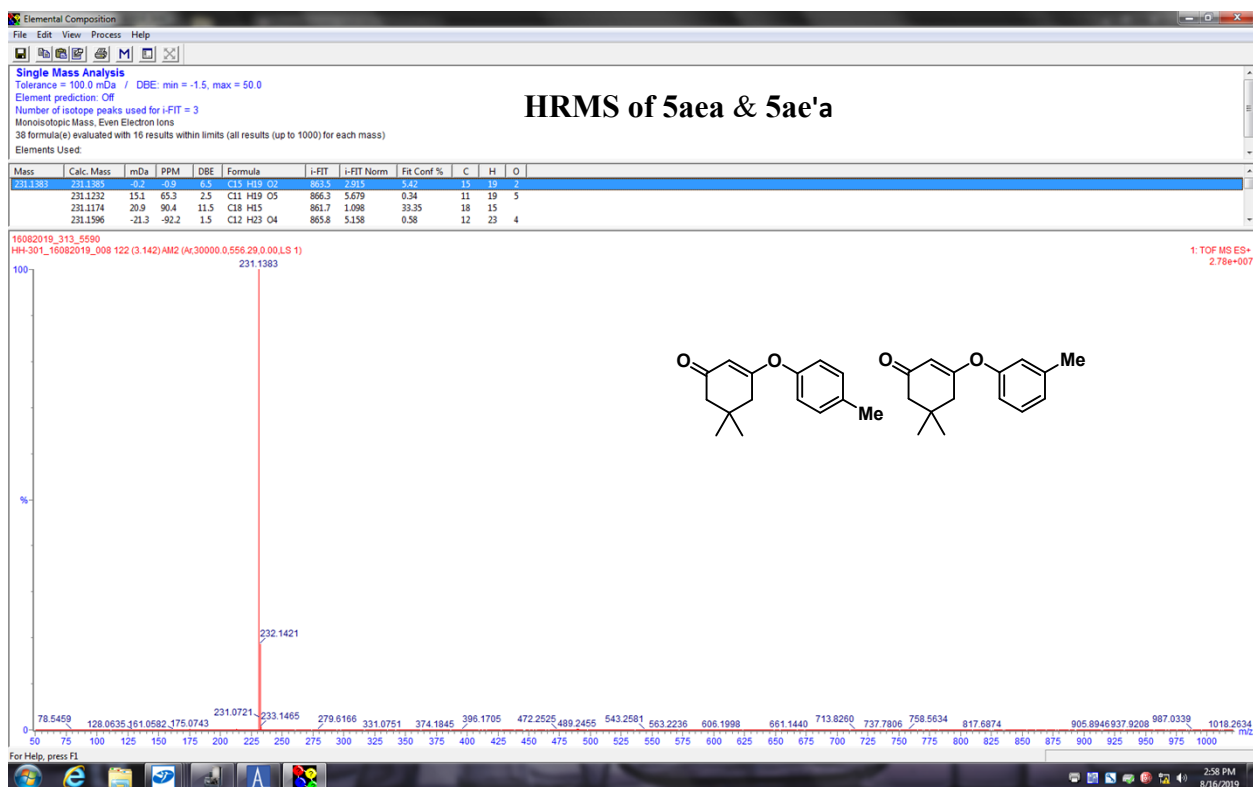 Elemental Composition
File Edit View Process Help
Single Mass Analysis
Tolerance = 100.0 mDa / DBE: min = -1.5, max = 50.0
Element prediction: Off
Number of isotope peaks used for i-FIT = 3
Monoisotopic Mass, Even Electron Ions
38 formula(e) evaluated with 16 results within limits (all results (up to 1000) for each mass)
Elements Used:
HRMS of 5aea & 5ae'a
Mass Calc. Mass mDa PPM DBE Formula i-FIT i-FIT Norm Fit Conf % C H O
231.1383 231.1385 -0.2 -0.9 6.5 C15 H19 O2 863.5 2.915 5.42 15 19 2
231.1232 15.1 65.3 2.5 C11 H19 O5 866.3 5.679 0.34 11 19 5
231.1174 20.9 90.4 11.5 C18 H15 861.7 1.098 33.35 18 15
231.1596 -21.3 -92.2 1.5 C12 H23 O4 865.8 5.158 0.58 12 23 4
16082019_313_5590
HH-301_16082019_008 122 (3.142) AM2 (Ar,30000.0,556.29,0.00,LS 1)
1: TOF MS ES+
2.78e+007
231.1383
100
%
0
O O Me
O O Me
232.1421
231.0721 233.1465
78.5459 128.0635 161.0582 175.0743 279.6166 331.0751 374.1845 396.1705 472.2525 489.2455 543.2581 563.2236 606.1998 661.1440 713.8260 737.7806 758.5634 817.6874 905.8946 937.9208 987.0339 1018.2634
m/z
50 75 100 125 150 175 200 225 250 275 300 325 350 375 400 425 450 475 500 525 550 575 600 625 650 675 700 725 750 775 800 825 850 875 900 925 950 975 1000
For Help, press F1
2:58 PM
8/16/2019